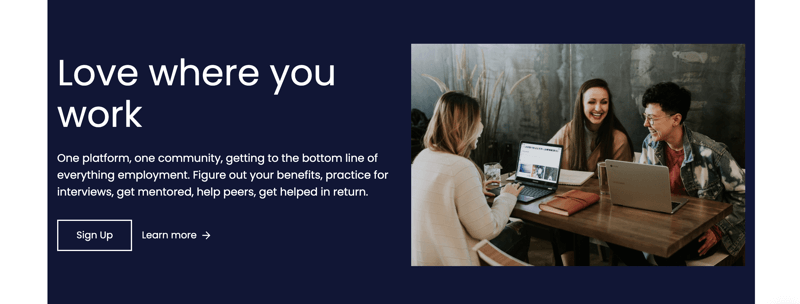 Love where you
work
One platform, one community, getting to the bottom line of
everything employment. Figure out your benefits, practice for
interviews, get mentored, help peers, get helped in return.
Sign Up
Learn more →